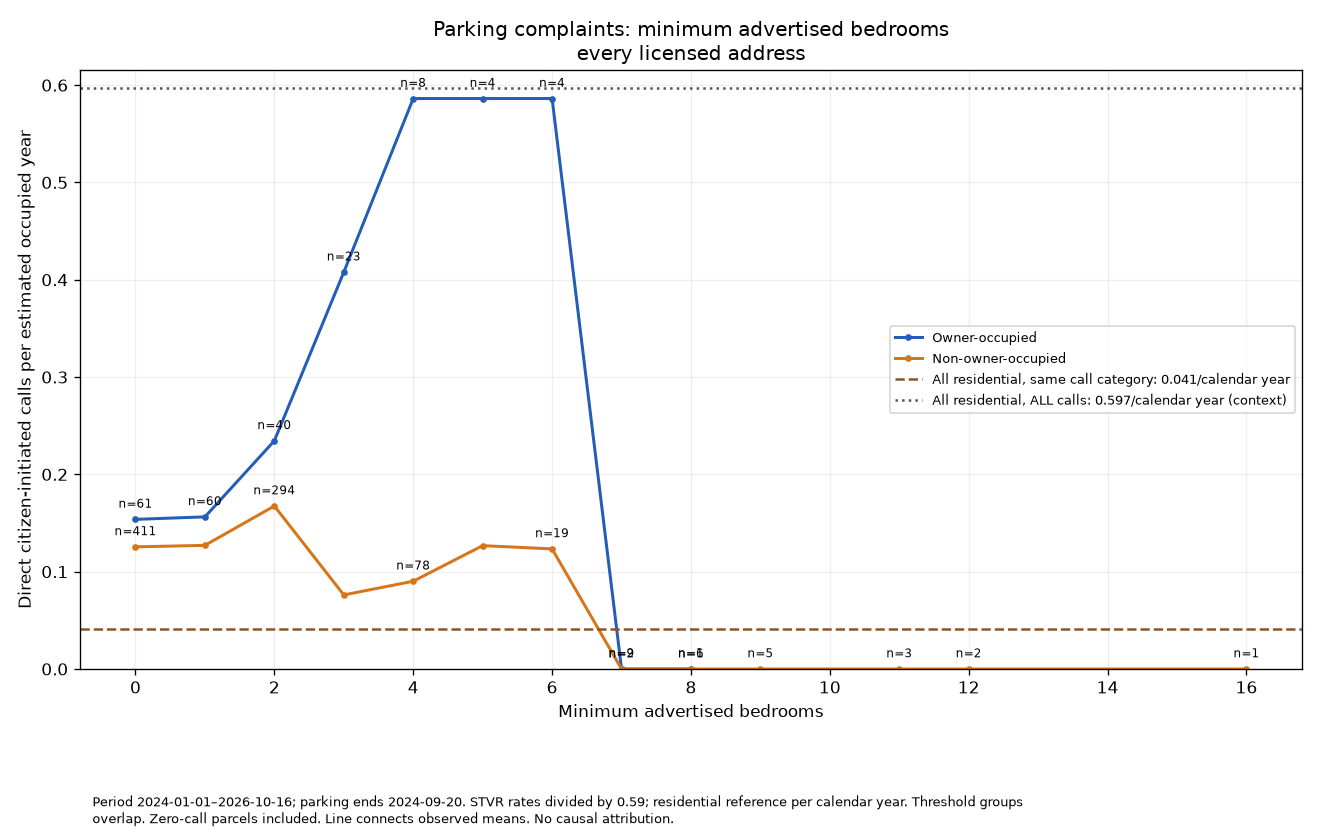 Parking complaints: minimum advertised bedrooms
every licensed address
Direct citizen-initiated calls per estimated occupied year
0.6
0.5
0.4
0.3
0.2
0.1
0.0
n=8
n=4
n=4
n=23
n=40
n=61
n=60
n=294
n=411
n=78
n=19
n=5
n=3
n=2
n=1
Owner-occupied
Non-owner-occupied
All residential, same call category: 0.041/calendar year
All residential, ALL calls: 0.597/calendar year (context)
0
2
4
6
8
10
12
14
16
Minimum advertised bedrooms
Period 2024-01-01–2026-10-16; parking ends 2024-09-20. STVR rates divided by 0.59; residential reference per calendar year. Threshold groups
overlap. Zero-call parcels included. Line connects observed means. No causal attribution.